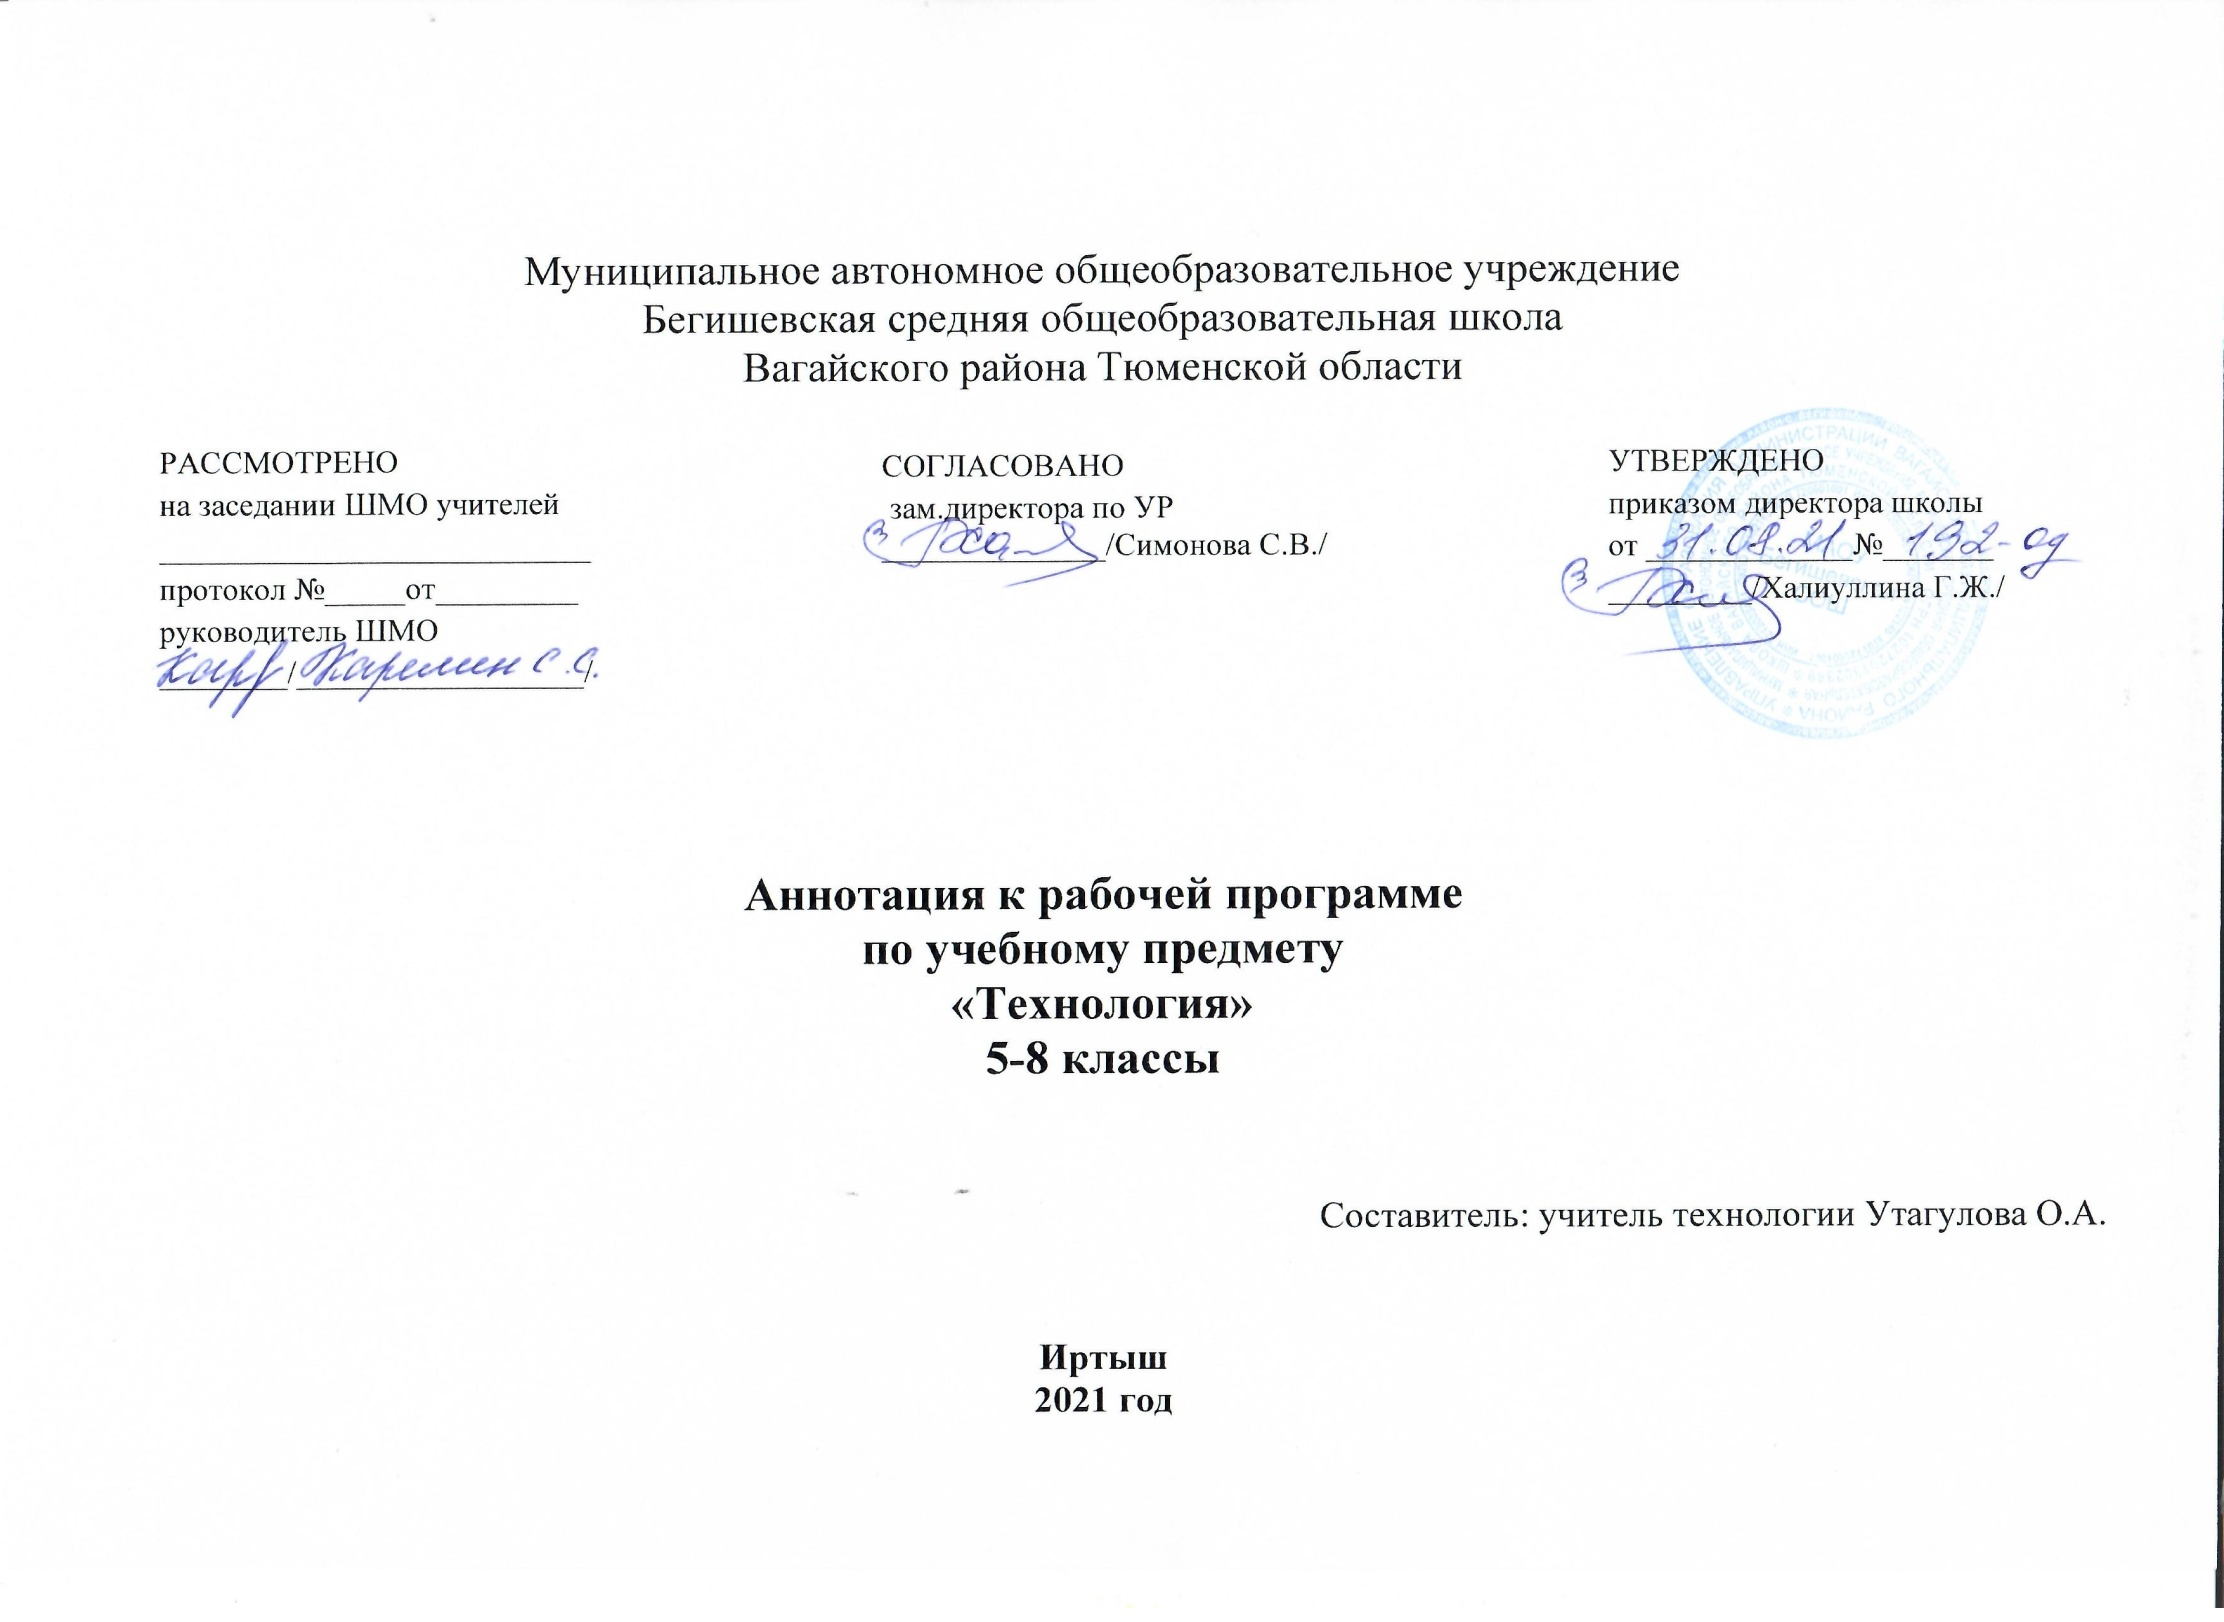 Муниципальное автономное общеобразовательное учреждение
Бегишевская средняя общеобразовательная школа
Вагайского района Тюменской области
РАССМОТРЕНО
на заседании ШМО учителей
протокол №_____от_________
руководитель ШМО
________/__________________/.
СОГЛАСОВАНО
зам.директора по УР
/Симонова С.В./
УТВЕРЖДЕНО
приказом директора школы
от 31.08.21 № 192-од
/Халиуллина Г.Ж./
Аннотация к рабочей программе
по учебному предмету
«Технология»
5-8 классы
Составитель: учитель технологии Утагулова О.А.
Иртыш
2021 год